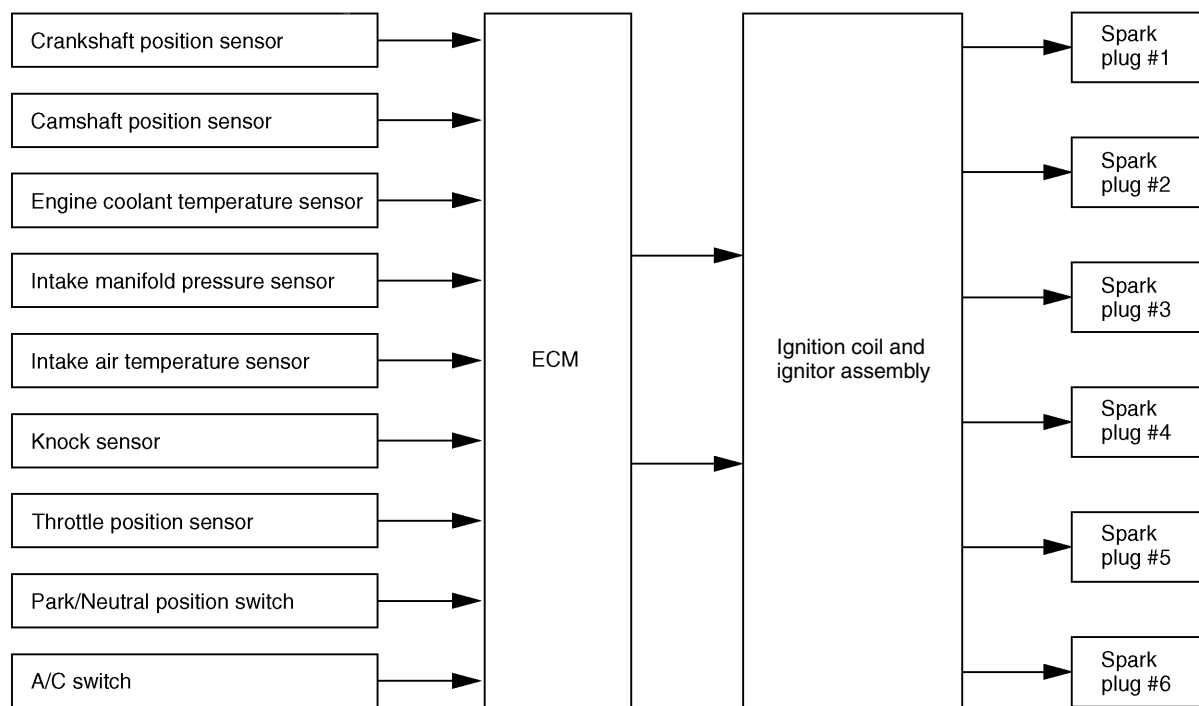 Crankshaft position sensor
Camshaft position sensor
Engine coolant temperature sensor
Intake manifold pressure sensor
Intake air temperature sensor
Knock sensor
Throttle position sensor
Park/Neutral position switch
A/C switch
ECM
Ignition coil and
ignitor assembly
Spark
plug #1
Spark
plug #2
Spark
plug #3
Spark
plug #4
Spark
plug #5
Spark
plug #6